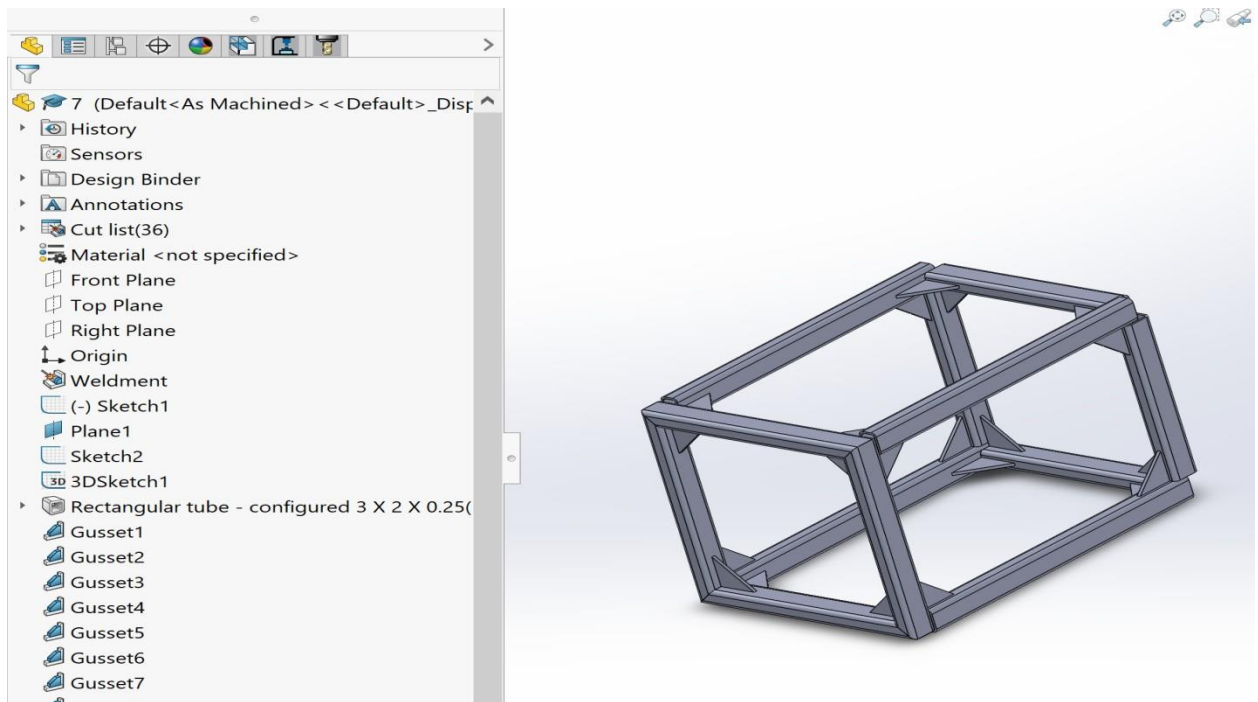 7 (Default<As Machined><<Default>_Disp
History
Sensors
Design Binder
Annotations
Cut list(36)
Material <not specified>
Front Plane
Top Plane
Right Plane
Origin
Weldment
(-) Sketch1
Plane1
Sketch2
3D 3DSketch1
Rectangular tube - configured 3 X 2 X 0.25(
Gusset1
Gusset2
Gusset3
Gusset4
Gusset5
Gusset6
Gusset7